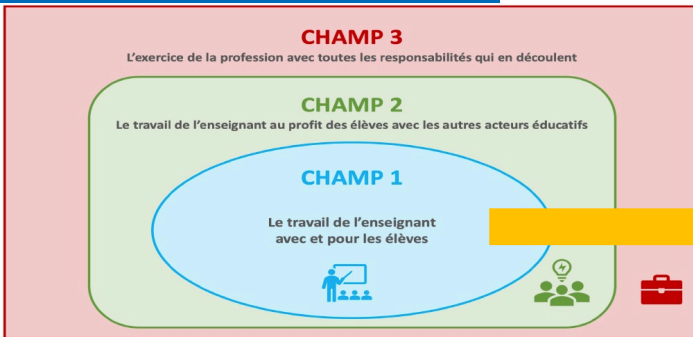 CHAMP 3
L'exercice de la profession avec toutes les responsabilités qui en découlent
CHAMP 2
Le travail de l'enseignant au profit des élèves avec les autres acteurs éducatifs
CHAMP 1
Le travail de l'enseignant
avec et pour les élèves